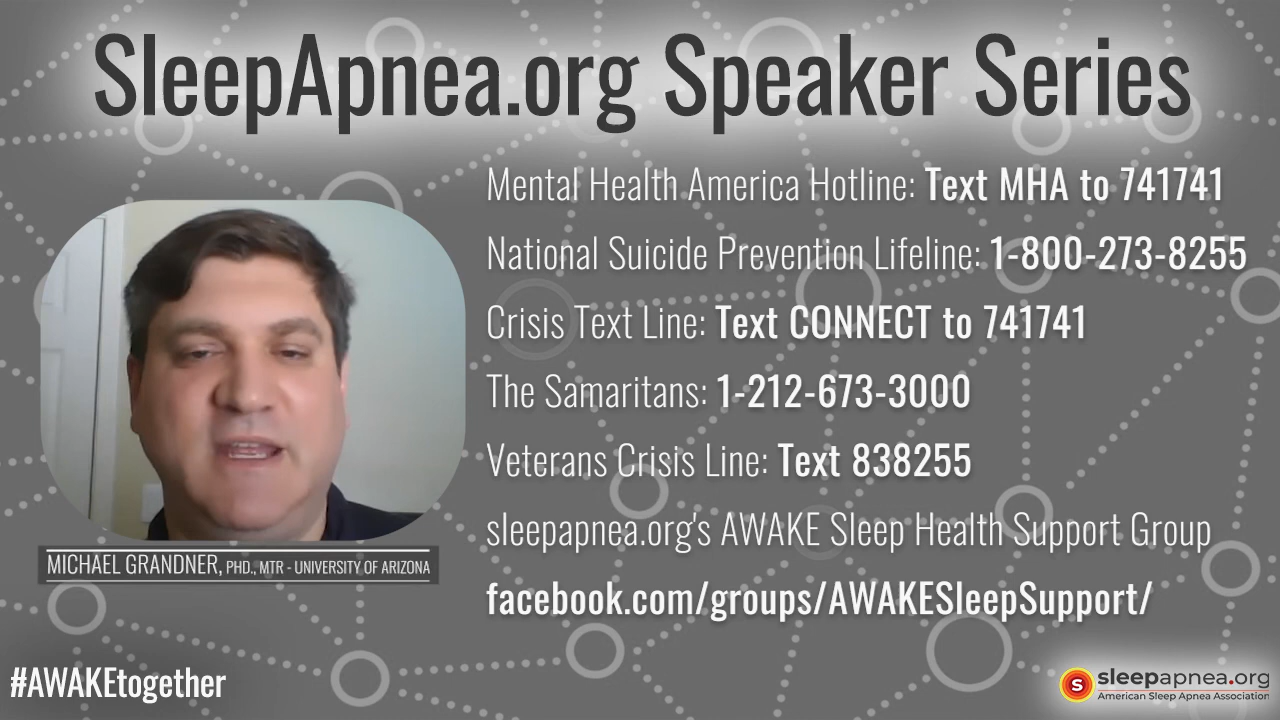 SleepApnea.org Speaker Series
Mental Health America Hotline: Text MHA to 741741
National Suicide Prevention Lifeline: 1-800-273-8255
Crisis Text Line: Text CONNECT to 741741
The Samaritans: 1-212-673-3000
Veterans Crisis Line: Text 838255
sleepapnea.org's AWAKE Sleep Health Support Group
facebook.com/groups/AWAKESleepSupport/
MICHAEL GRANDNER, PHD., MTR - UNIVERSITY OF ARIZONA
#AWAKEtogether
S
sleepapnea.org
American Sleep Apnea Association